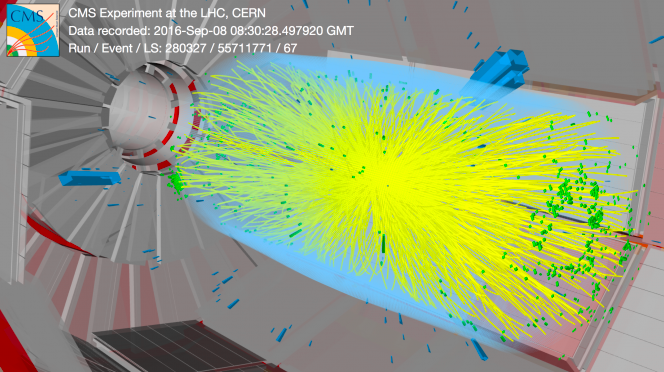 CMS
CMS Experiment at the LHC, CERN
Data recorded: 2016-Sep-08 08:30:28.497920 GMT
Run / Event / LS: 280327 / 55711771 / 67